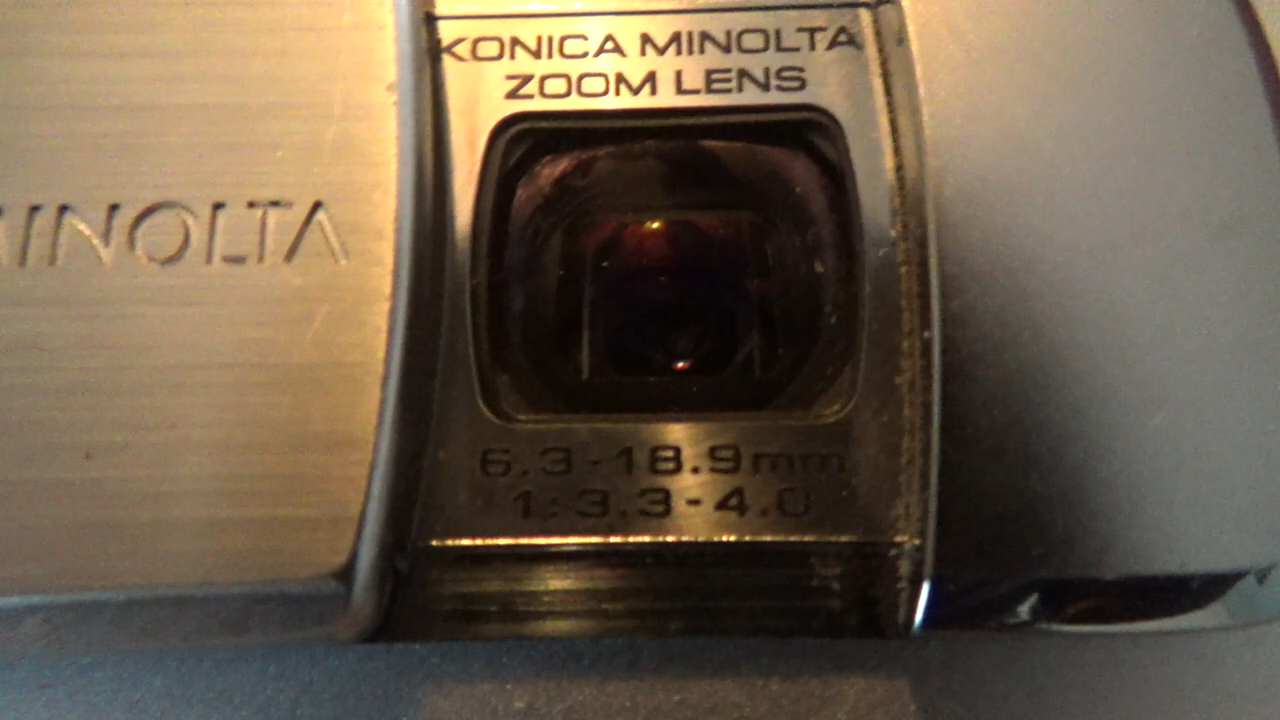 KONICA MINOLTA
ZOOM LENS
MINOLTA
6.3-18.9mm
1:3.3-4.0